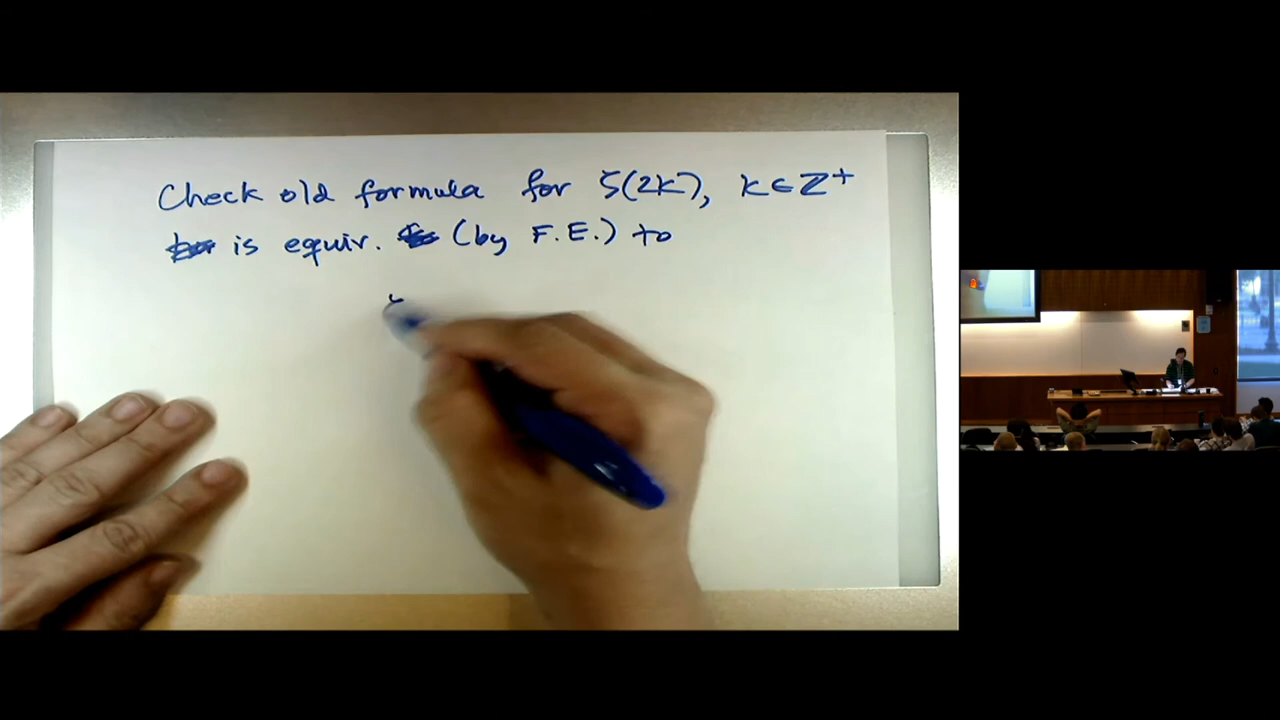 Check old formula for ζ(2k), k ∈ ℤ⁺
is equiv. (by F.E.) to